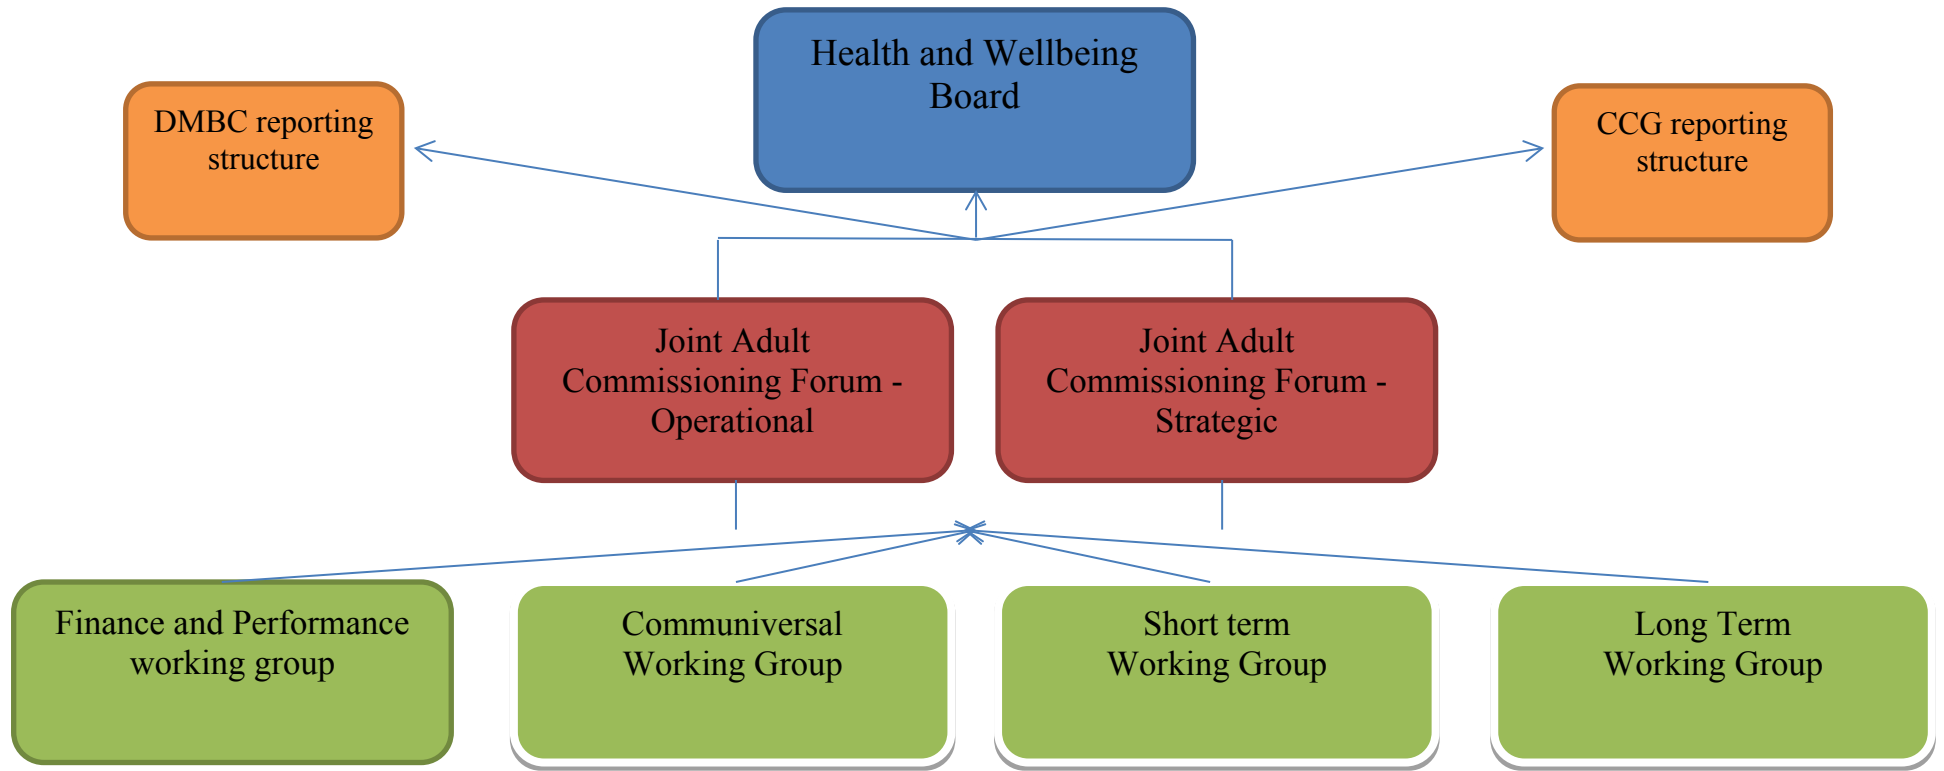 Health and Wellbeing
Board
DMBC reporting
structure
CCG reporting
structure
Joint Adult
Commissioning Forum -
Operational
Joint Adult
Commissioning Forum -
Strategic
Finance and Performance
working group
Communiversal
Working Group
Short term
Working Group
Long Term
Working Group